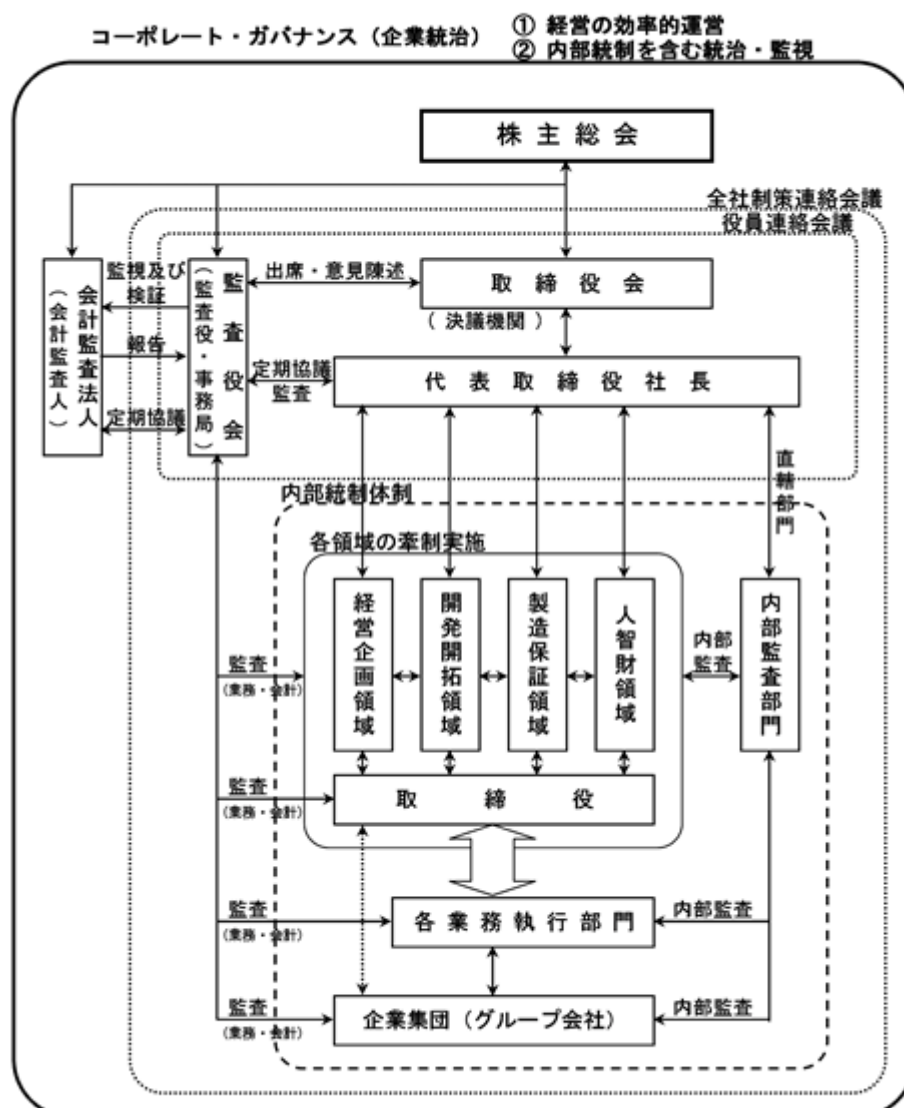 コーポレート・ガバナンス（企業統治）
① 経営の効率的運営
② 内部統制を含む統治・監視
株主総会
全社制策連絡会議
役員連絡会議
会計監査法人
（会計監査人）
監視及び
検証
報告
定期協議
監査役会
（監査役・事務局）
出席・意見陳述
取締役会
（決議機関）
定期協議
監査
代表取締役社長
直轄部門
内部統制体制
各領域の牽制実施
経営企画領域
開発開拓領域
製造保証領域
人智財領域
内部
監査
内部監査部門
監査
（業務・会計）
取締役
監査
（業務・会計）
各業務執行部門
監査
（業務・会計）
内部監査
企業集団（グループ会社）
監査
（業務・会計）
内部監査